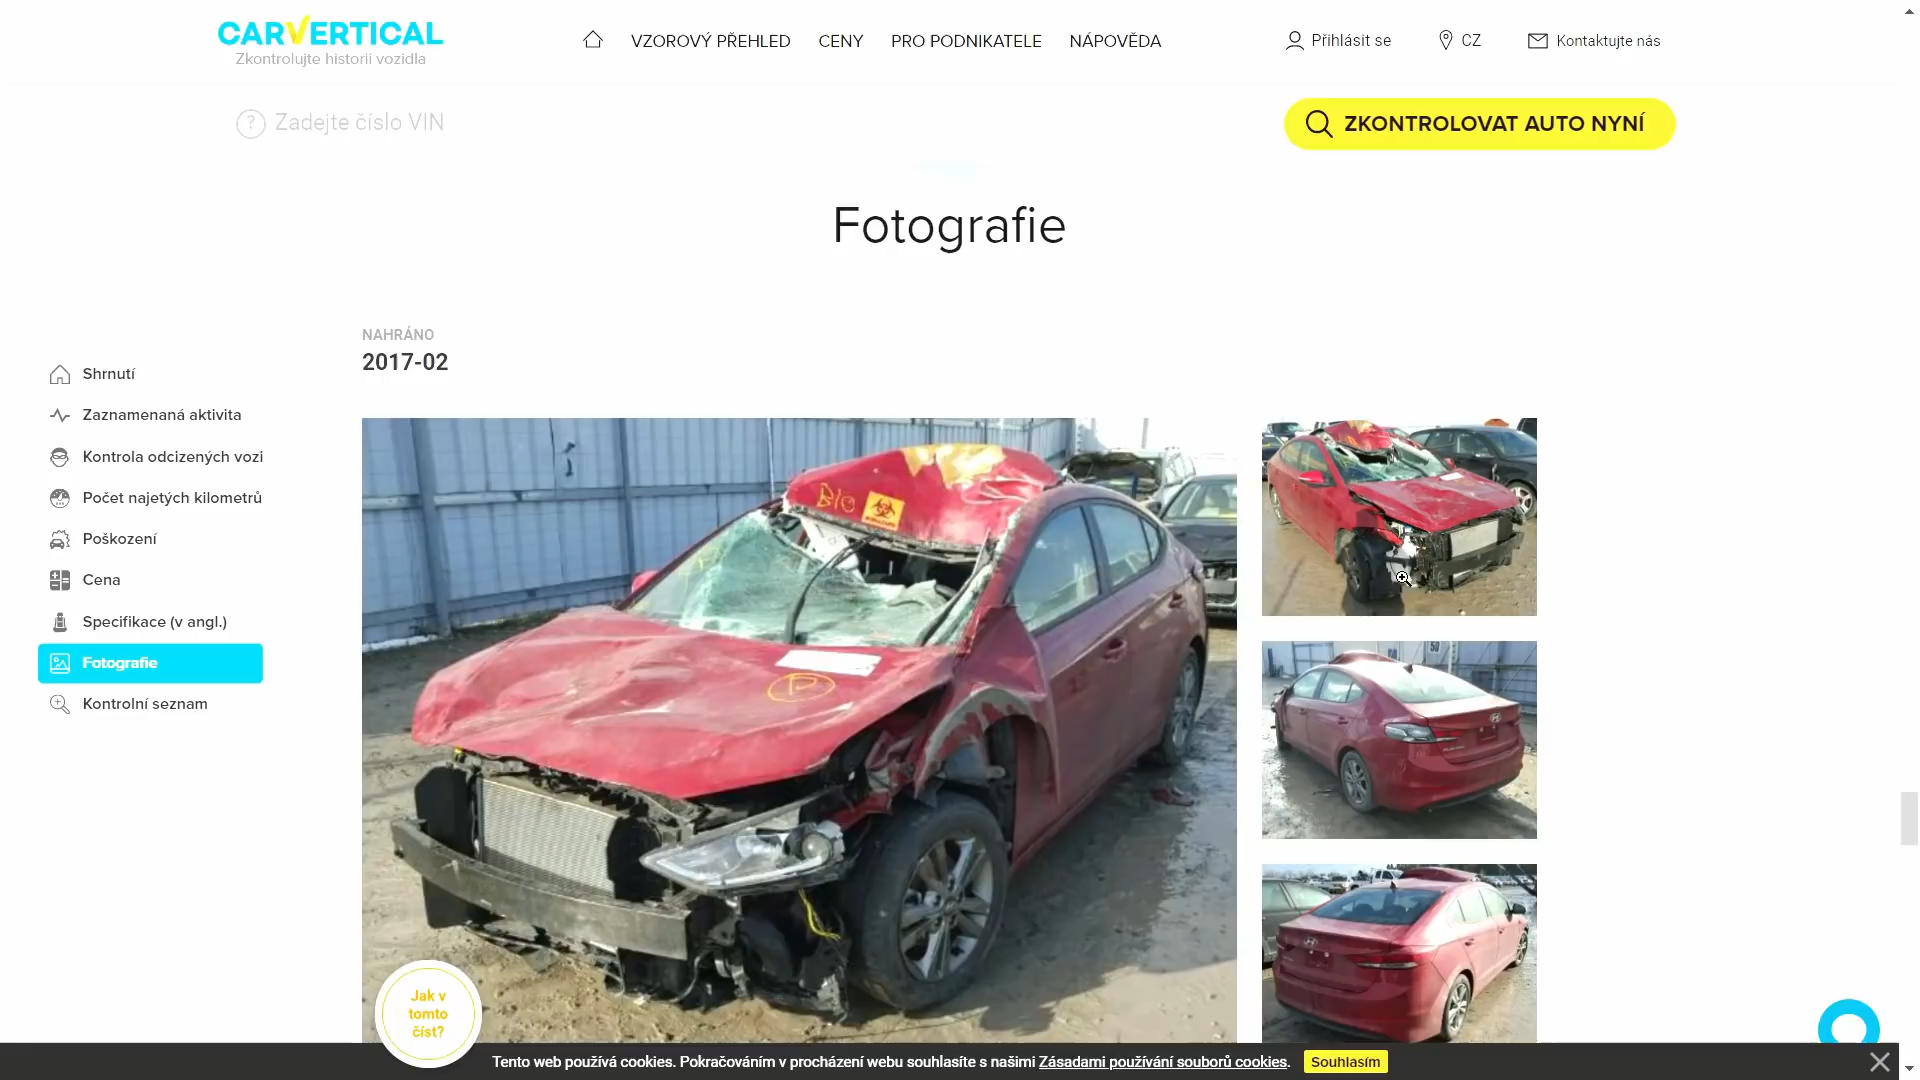 CARVERTICAL
Zkontrolujte historii vozidla
VZOROVÝ PŘEHLED
CENY
PRO PODNIKATELE
NÁPOVĚDA
Přihlásit se
CZ
Kontaktujte nás
? Zadejte číslo VIN
ZKONTROLOVAT AUTO NYNÍ
Fotografie
NAHRÁNO
2017-02
Shrnutí
Zaznamenaná aktivita
Kontrola odcizených vozi
Počet najetých kilometrů
Poškození
Cena
Specifikace (v angl.)
Fotografie
Kontrolní seznam
BIO
P
50
Jak v
tomto
číst?
Tento web používá cookies. Pokračováním v procházení webu souhlasíte s našimi Zásadami používání souborů cookies.
Souhlasím